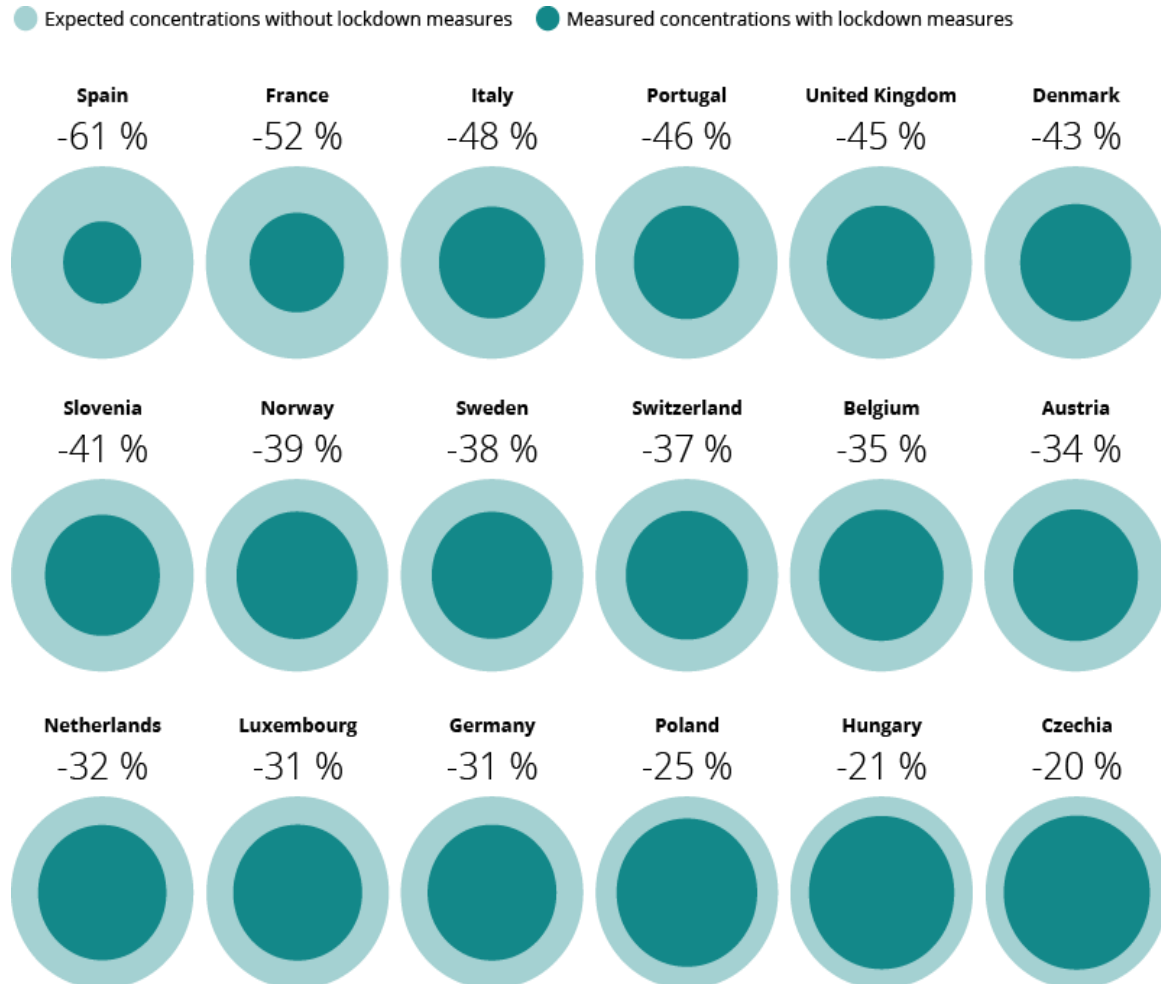 Expected concentrations without lockdown measures Measured concentrations with lockdown measures
Spain France Italy Portugal United Kingdom Denmark
-61 % -52 % -48 % -46 % -45 % -43 %
Slovenia Norway Sweden Switzerland Belgium Austria
-41 % -39 % -38 % -37 % -35 % -34 %
Netherlands Luxembourg Germany Poland Hungary Czechia
-32 % -31 % -31 % -25 % -21 % -20 %